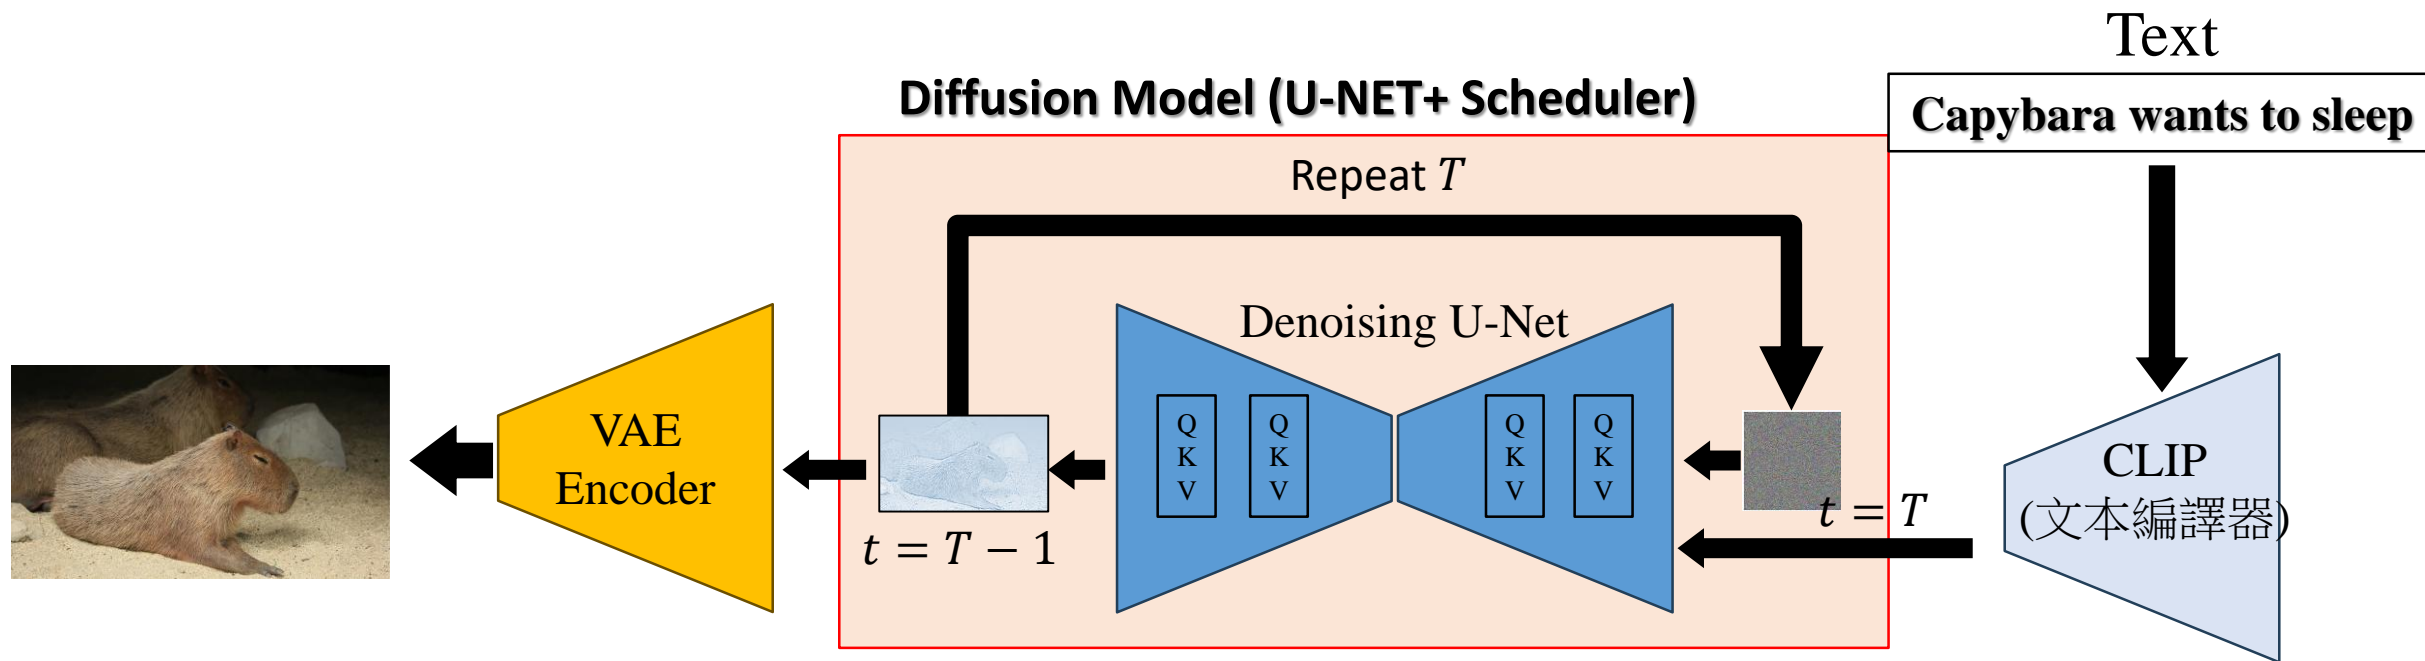 Text
Capybara wants to sleep
Diffusion Model (U-NET+ Scheduler)
Repeat T
Denoising U-Net
VAE
Encoder
Q
K
V
Q
K
V
Q
K
V
Q
K
V
t = T − 1
t = T
CLIP
(文本編譯器)